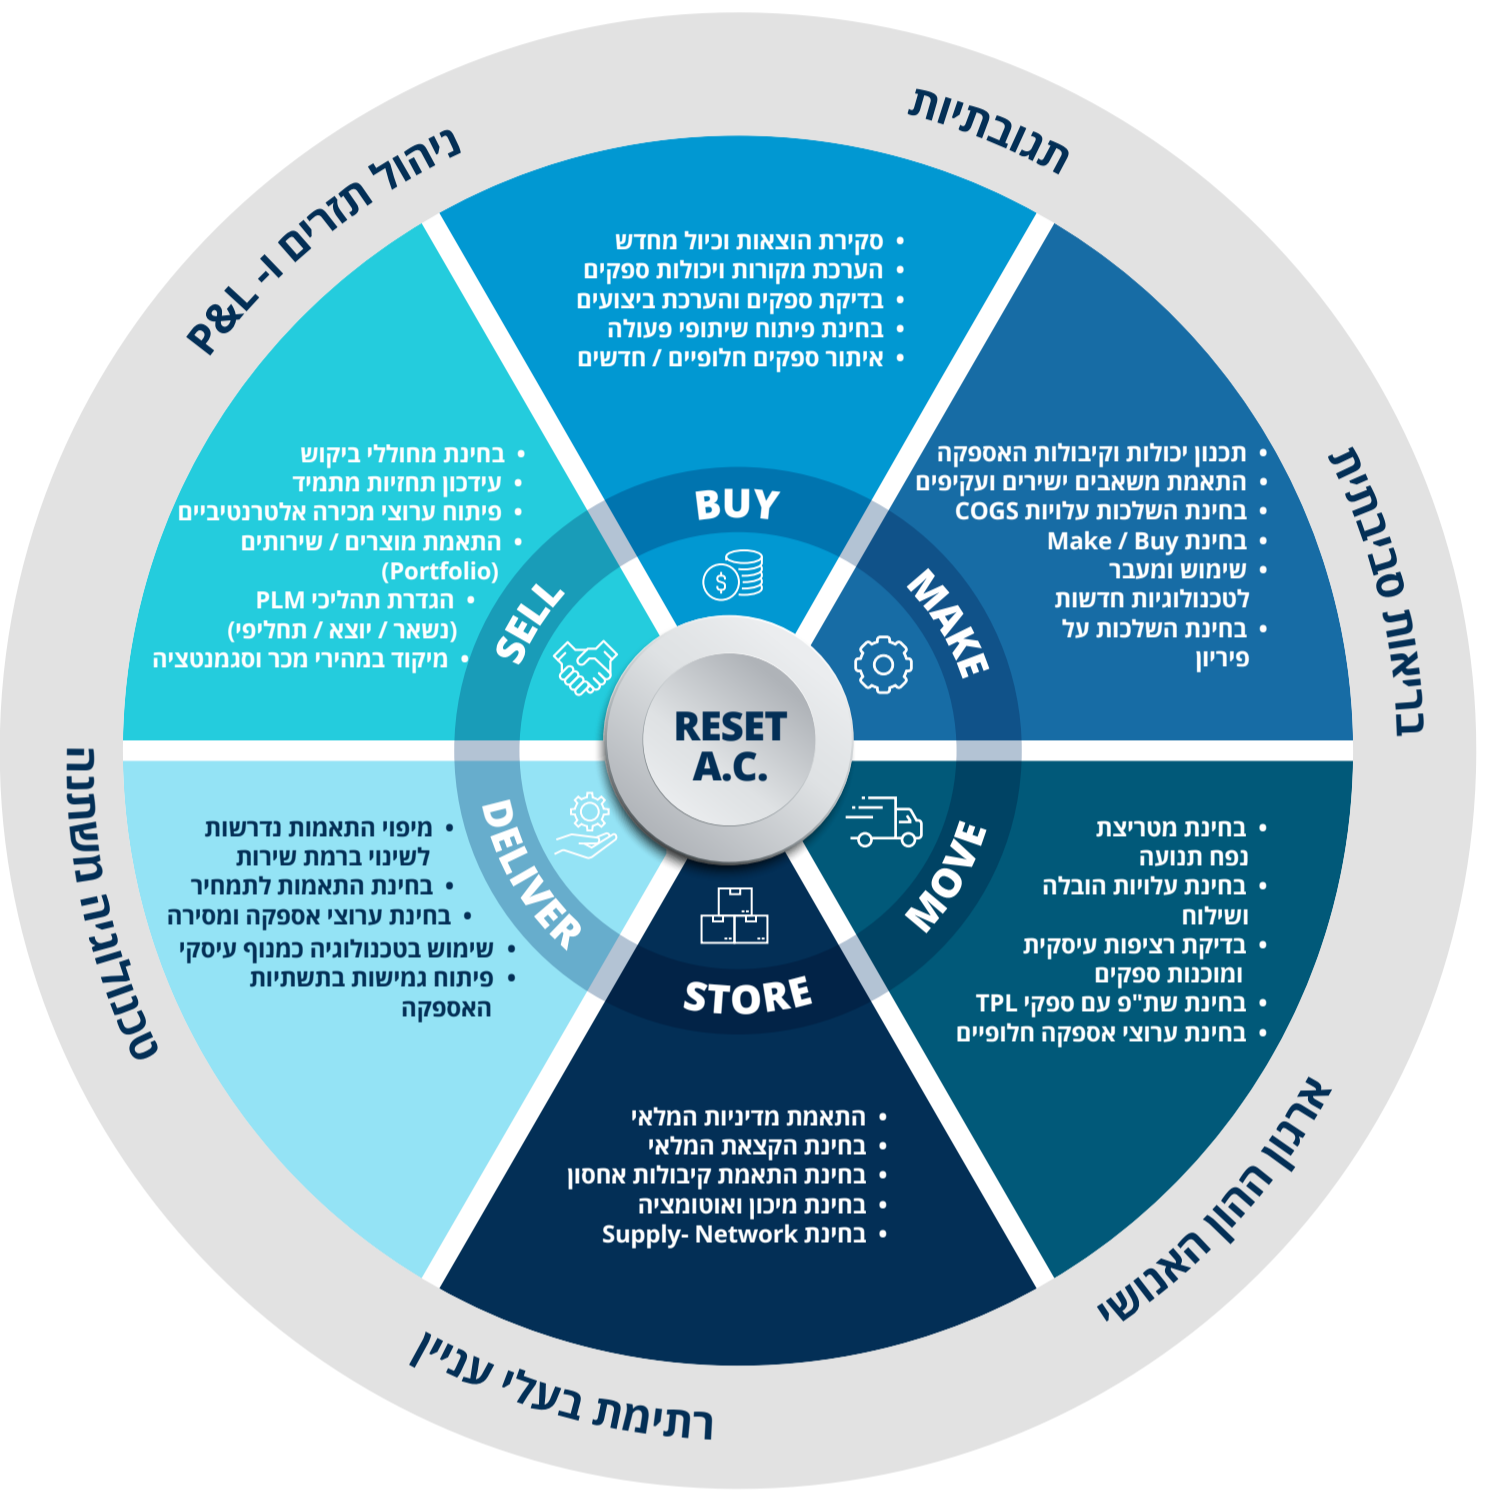 תגובתיות
בריאות סביבתית
ארגון ההון האנושי
רתימת בעלי עניין
טכנולוגיה משתנה
ניהול תזרים ו- P&L
RESET
A.C.
BUY
• סקירת הוצאות וכיול מחדש
• הערכת מקורות ויכולות ספקים
• בדיקת ספקים והערכת ביצועים
• בחינת פיתוח שיתופי פעולה
• איתור ספקים חלופיים / חדשים
MAKE
• תכנון יכולות וקיבולות האספקה
• התאמת משאבים ישירים ועקיפים
• בחינת השלכות עלויות COGS
• בחינת Make / Buy
• שימוש ומעבר
לטכנולוגיות חדשות
• בחינת השלכות על
פיריון
MOVE
• בחינת מטריצת
נפח תנועה
• בחינת עלויות הובלה
ושילוח
• בדיקת רציפות עיסקית
ומוכנות ספקים
• בחינת שת"פ עם ספקי TPL
• בחינת ערוצי אספקה חלופיים
STORE
• התאמת מדיניות המלאי
• בחינת הקצאת המלאי
• בחינת התאמת קיבולות אחסון
• בחינת מיכון ואוטומציה
• בחינת Supply- Network
DELIVER
• מיפוי התאמות נדרשות
לשינוי ברמת שירות
• בחינת התאמות לתמחיר
• בחינת ערוצי אספקה ומסירה
• שימוש בטכנולוגיה כמנוף עיסקי
• פיתוח גמישות בתשתיות
האספקה
SELL
• בחינת מחוללי ביקוש
• עידכון תחזיות מתמיד
• פיתוח ערוצי מכירה אלטרנטיביים
• התאמת מוצרים / שירותים
(Portfolio)
• הגדרת תהליכי PLM
(נשאר / יוצא / תחליפי)
• מיקוד במהירי מכר וסגמנטציה